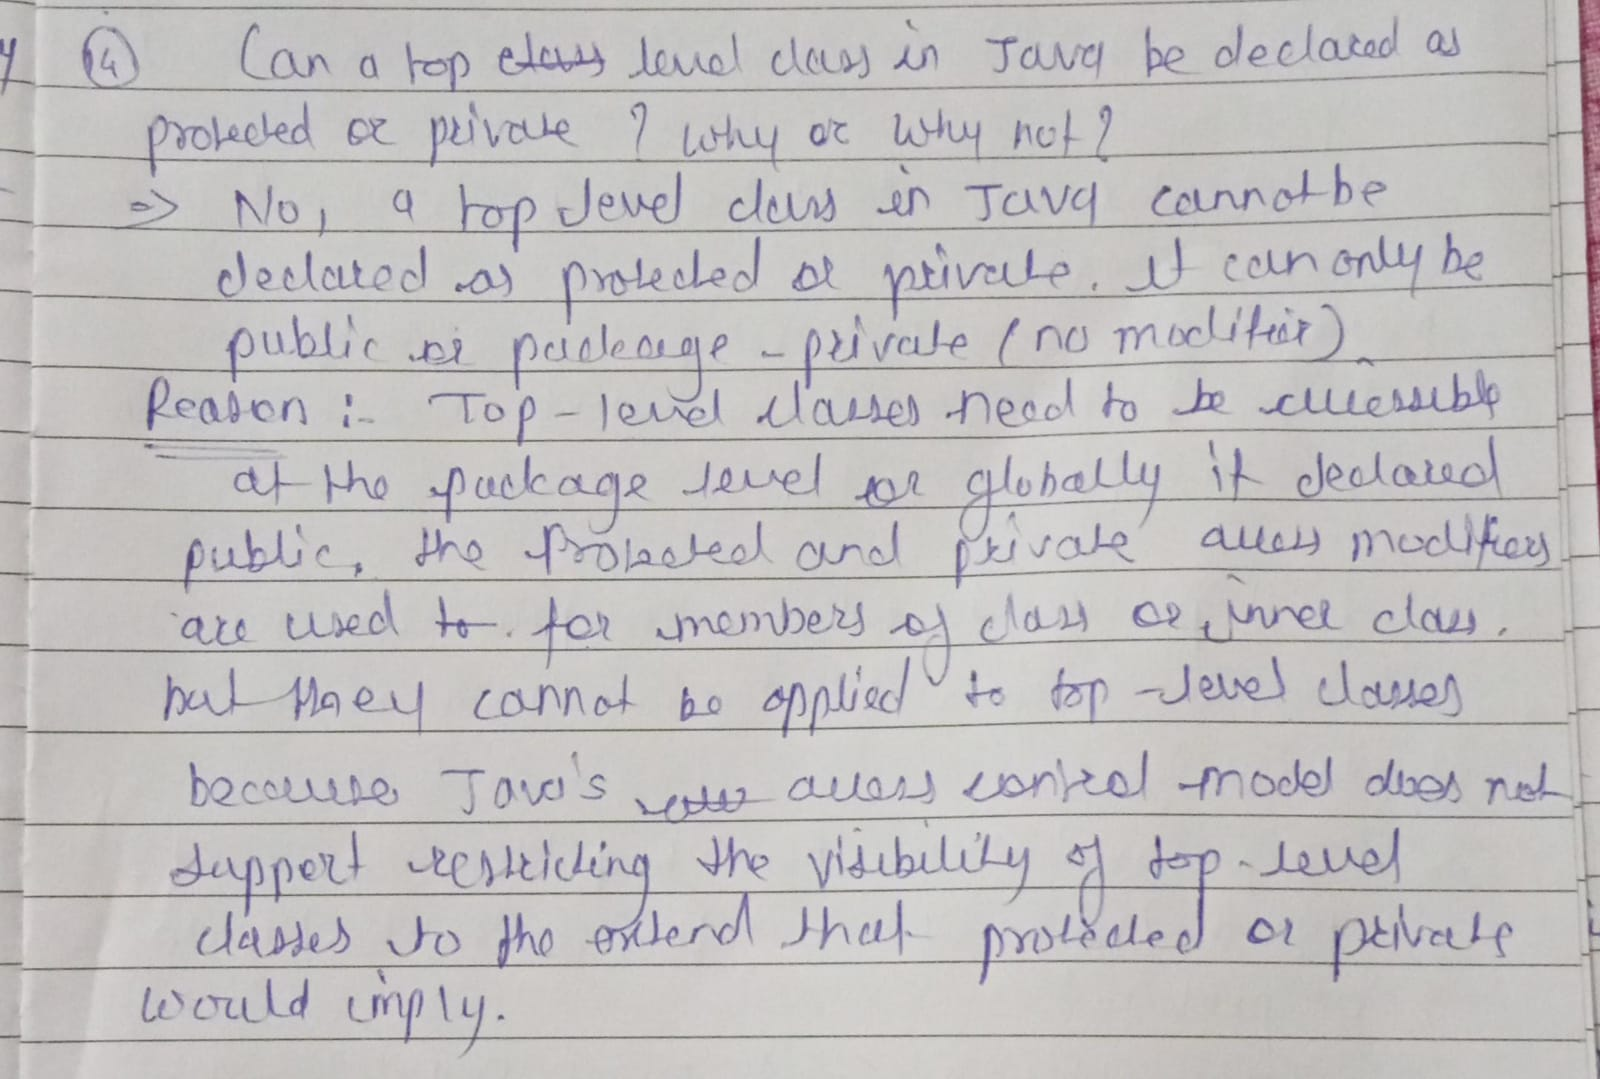 (4) Can a top class level class in Java be declared as
protected or private ? why or why not ?
=> No, a top level class in Java cannot be
declared as protected or private. it can only be
public or package - private (no modifier)
Reason :- Top - level classes need to be accessible
at the package level or globally if declared
public, the protected and private access modifiers
are used to for members of class or inner class.
but they cannot be applied to top - level classes
because Java's access control model does not
support restricting the visibility of top - level
classes to the extend that protected or private
would imply.